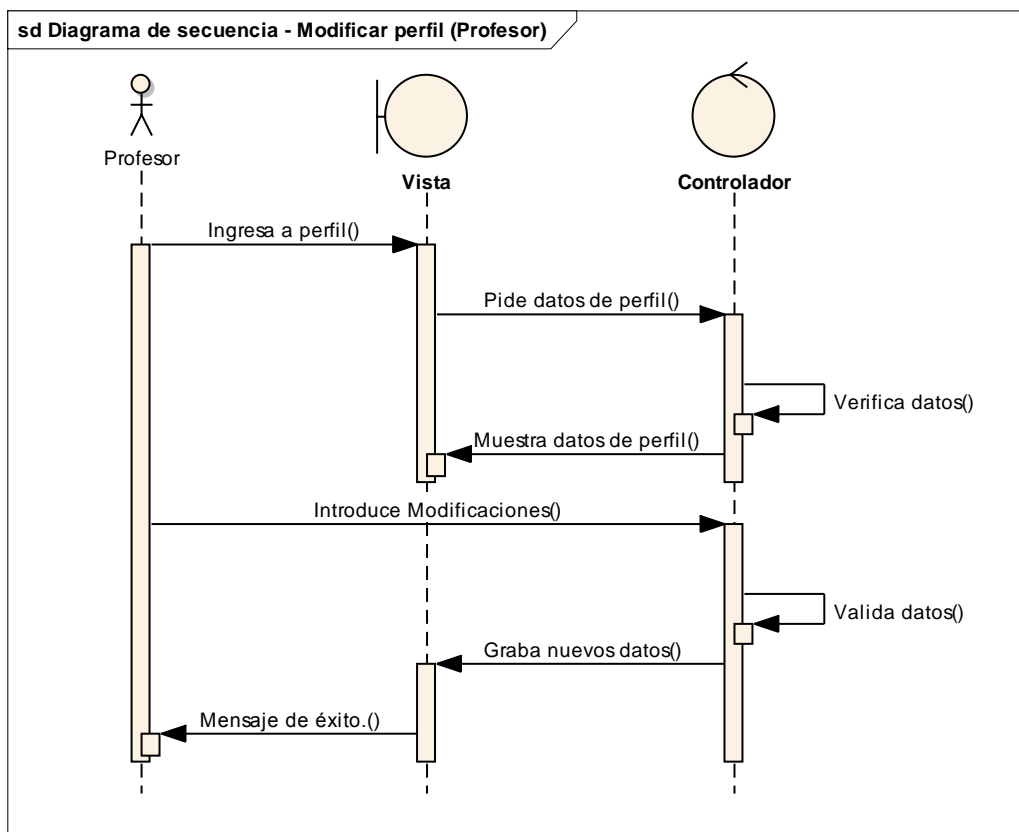 sd Diagrama de secuencia - Modificar perfil (Profesor)
Profesor
Vista
Controlador
Ingresa a perfil()
Pide datos de perfil()
Verifica datos()
Muestra datos de perfil()
Introduce Modificaciones()
Valida datos()
Graba nuevos datos()
Mensaje de éxito.()